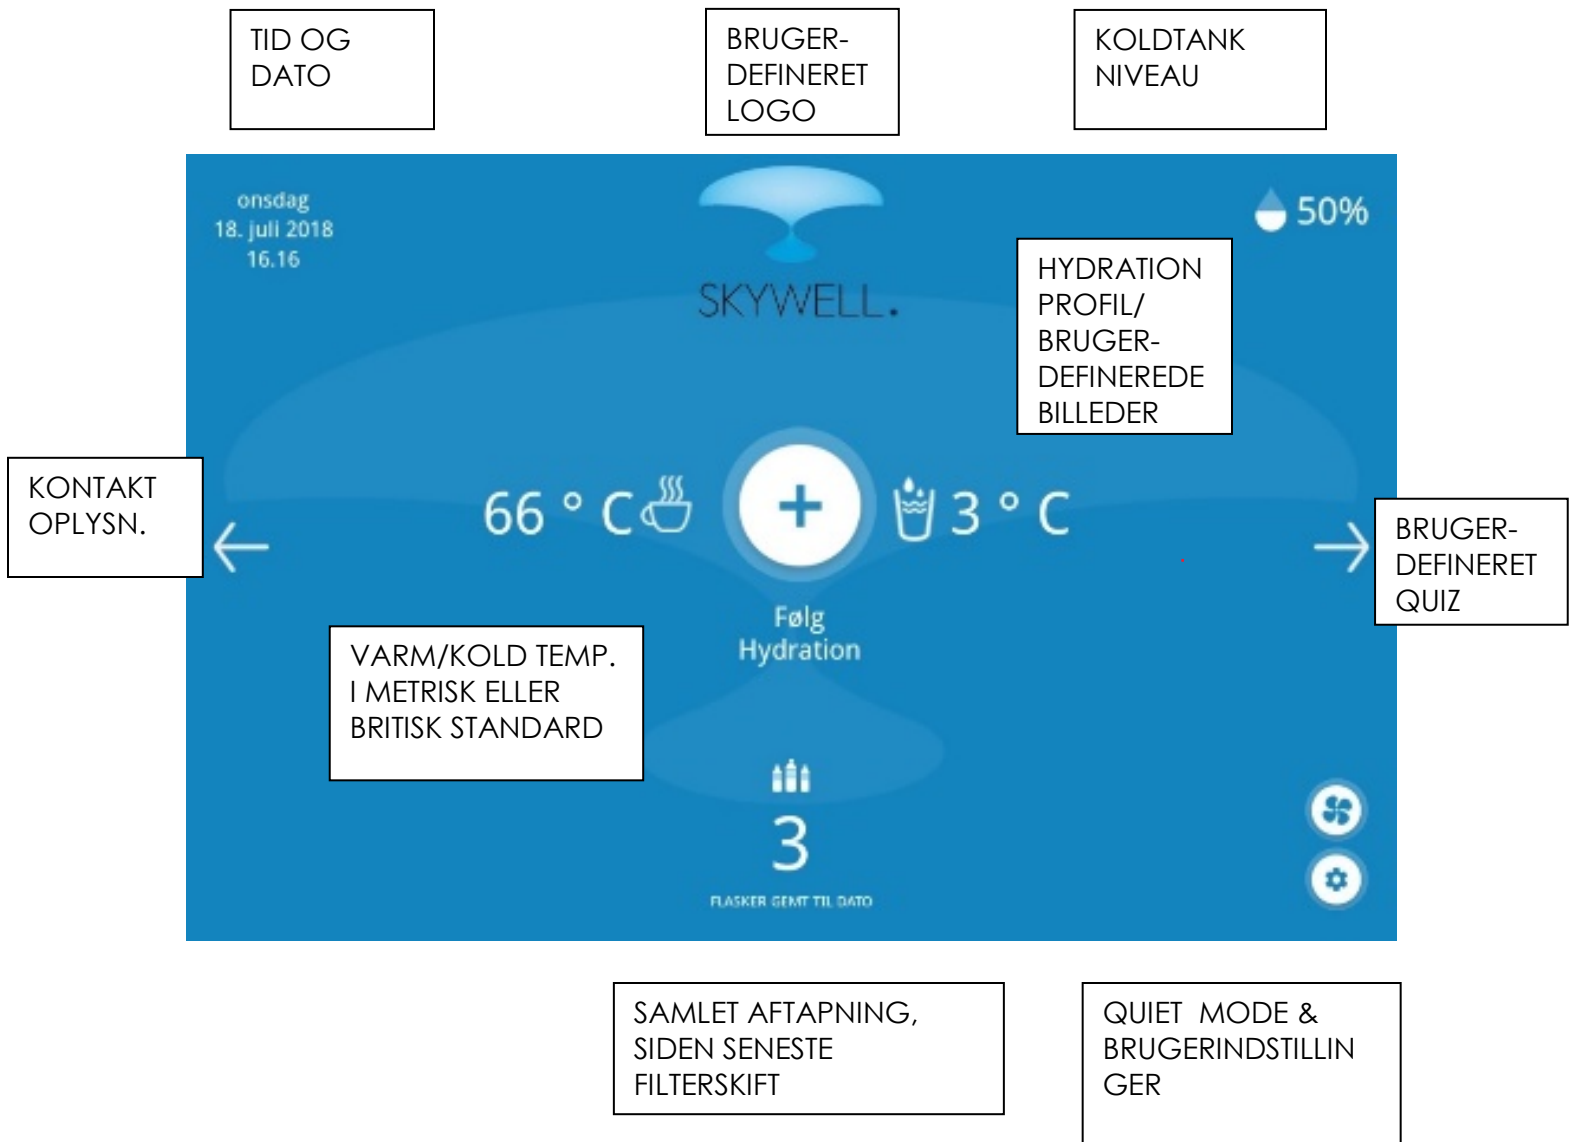 TID OG
DATO
BRUGER-
DEFINERET
LOGO
KOLDTANK
NIVEAU
onsdag
18. juli 2018
16.16
SKYWELL.
50%
HYDRATION
PROFIL/
BRUGER-
DEFINEREDE
BILLEDER
KONTAKT
OPLYSN.
66 ° C
3 ° C
BRUGER-
DEFINERET
QUIZ
Følg
Hydration
VARM/KOLD TEMP.
I METRISK ELLER
BRITISK STANDARD
3
FLASKER GEMT TIL DATO
SAMLET AFTAPNING,
SIDEN SENESTE
FILTERSKIFT
QUIET MODE &
BRUGERINDSTILLIN
GER